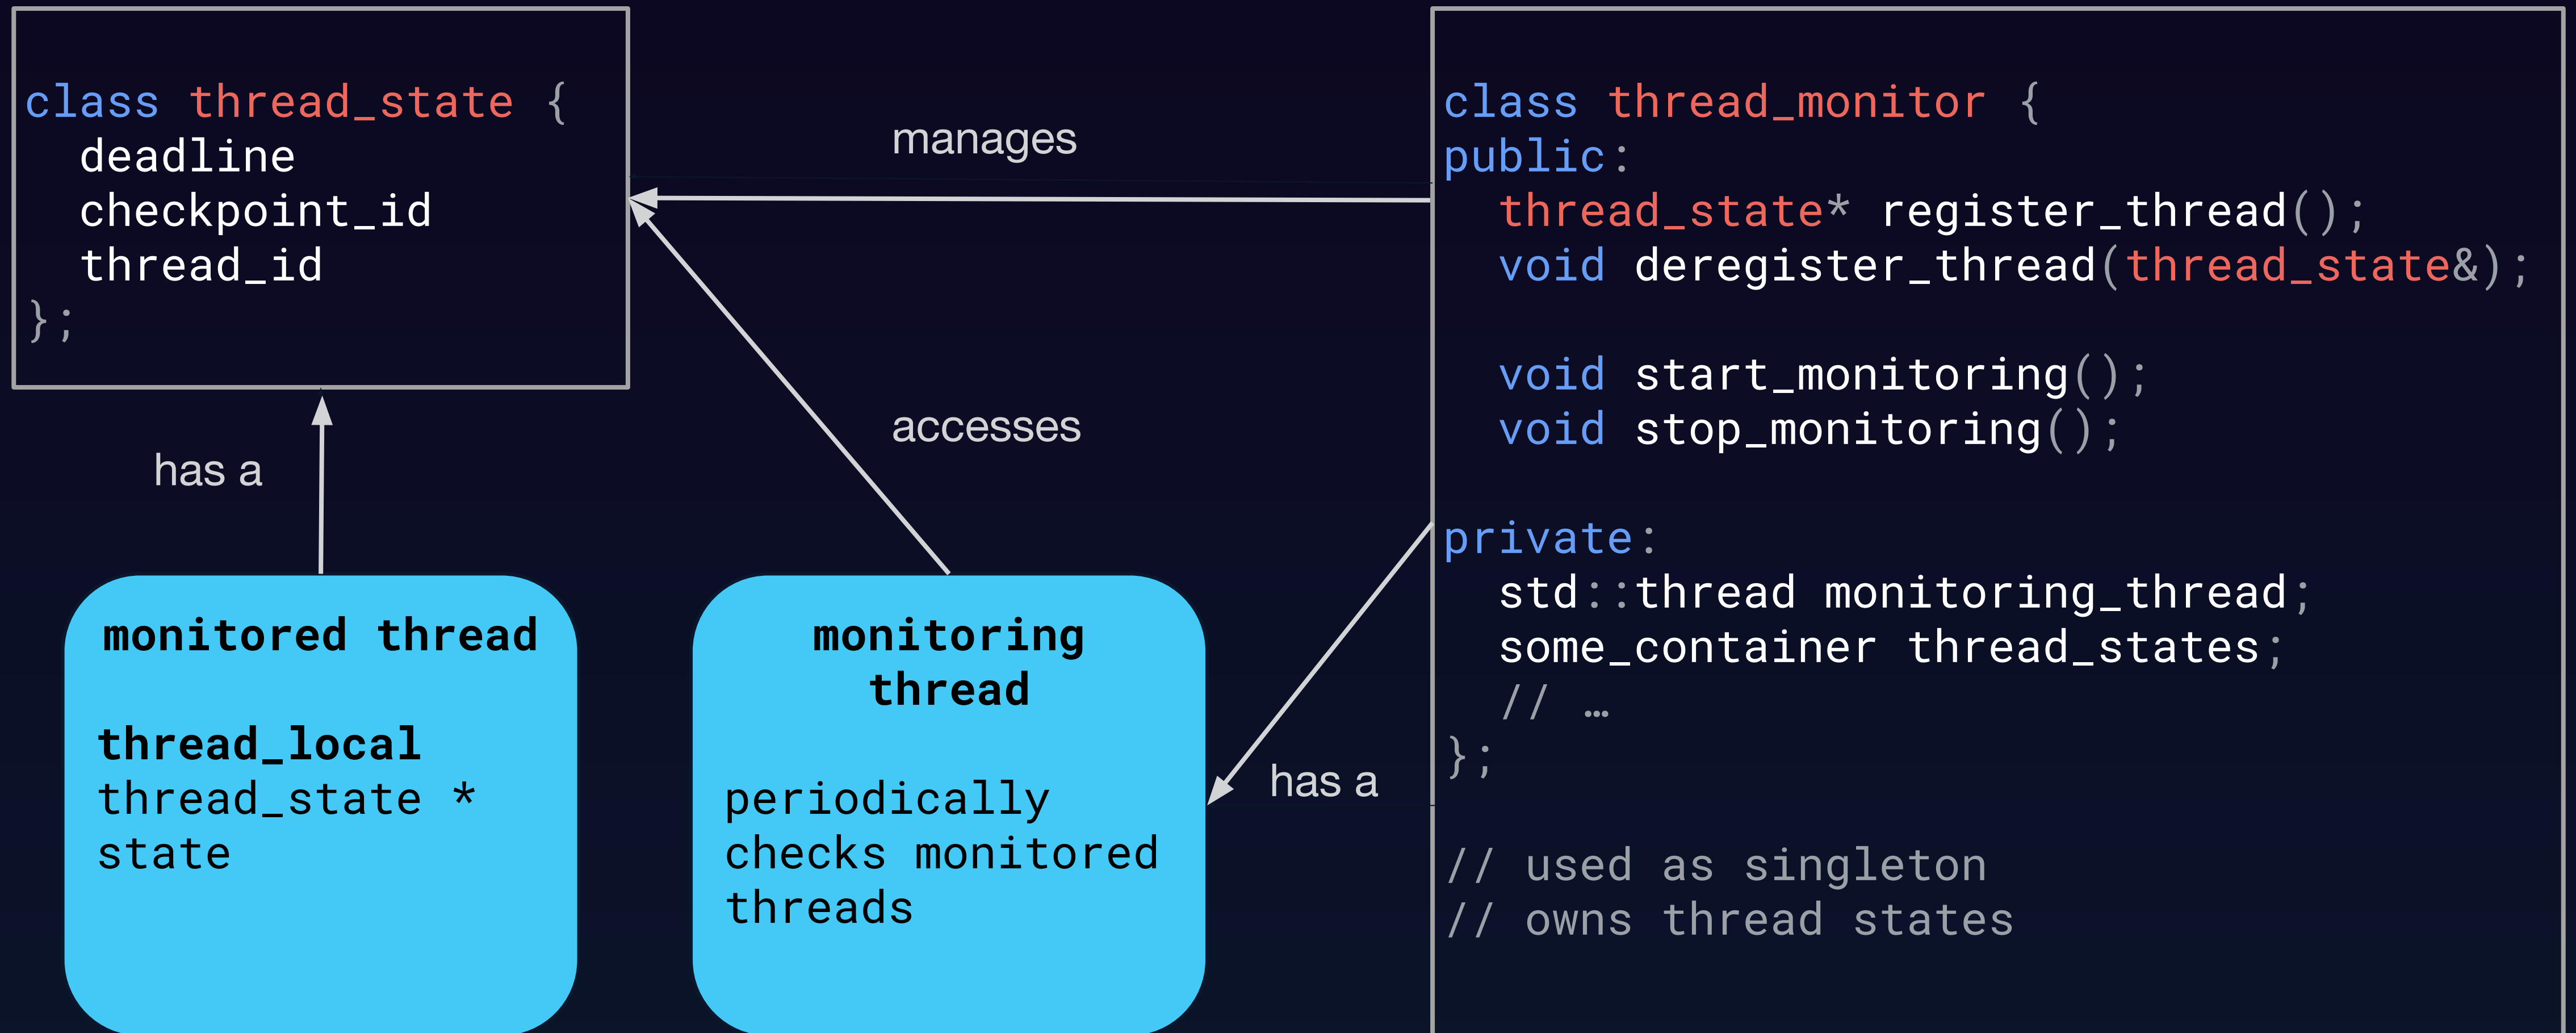 class thread_state {
  deadline
  checkpoint_id
  thread_id
};
manages
accesses
has a
monitored thread
thread_local
thread_state *
state
monitoring
thread
periodically
checks monitored
threads
has a
class thread_monitor {
public:
  thread_state* register_thread();
  void deregister_thread(thread_state&);
  void start_monitoring();
  void stop_monitoring();
private:
  std::thread monitoring_thread;
  some_container thread_states;
  // …
};
// used as singleton
// owns thread states